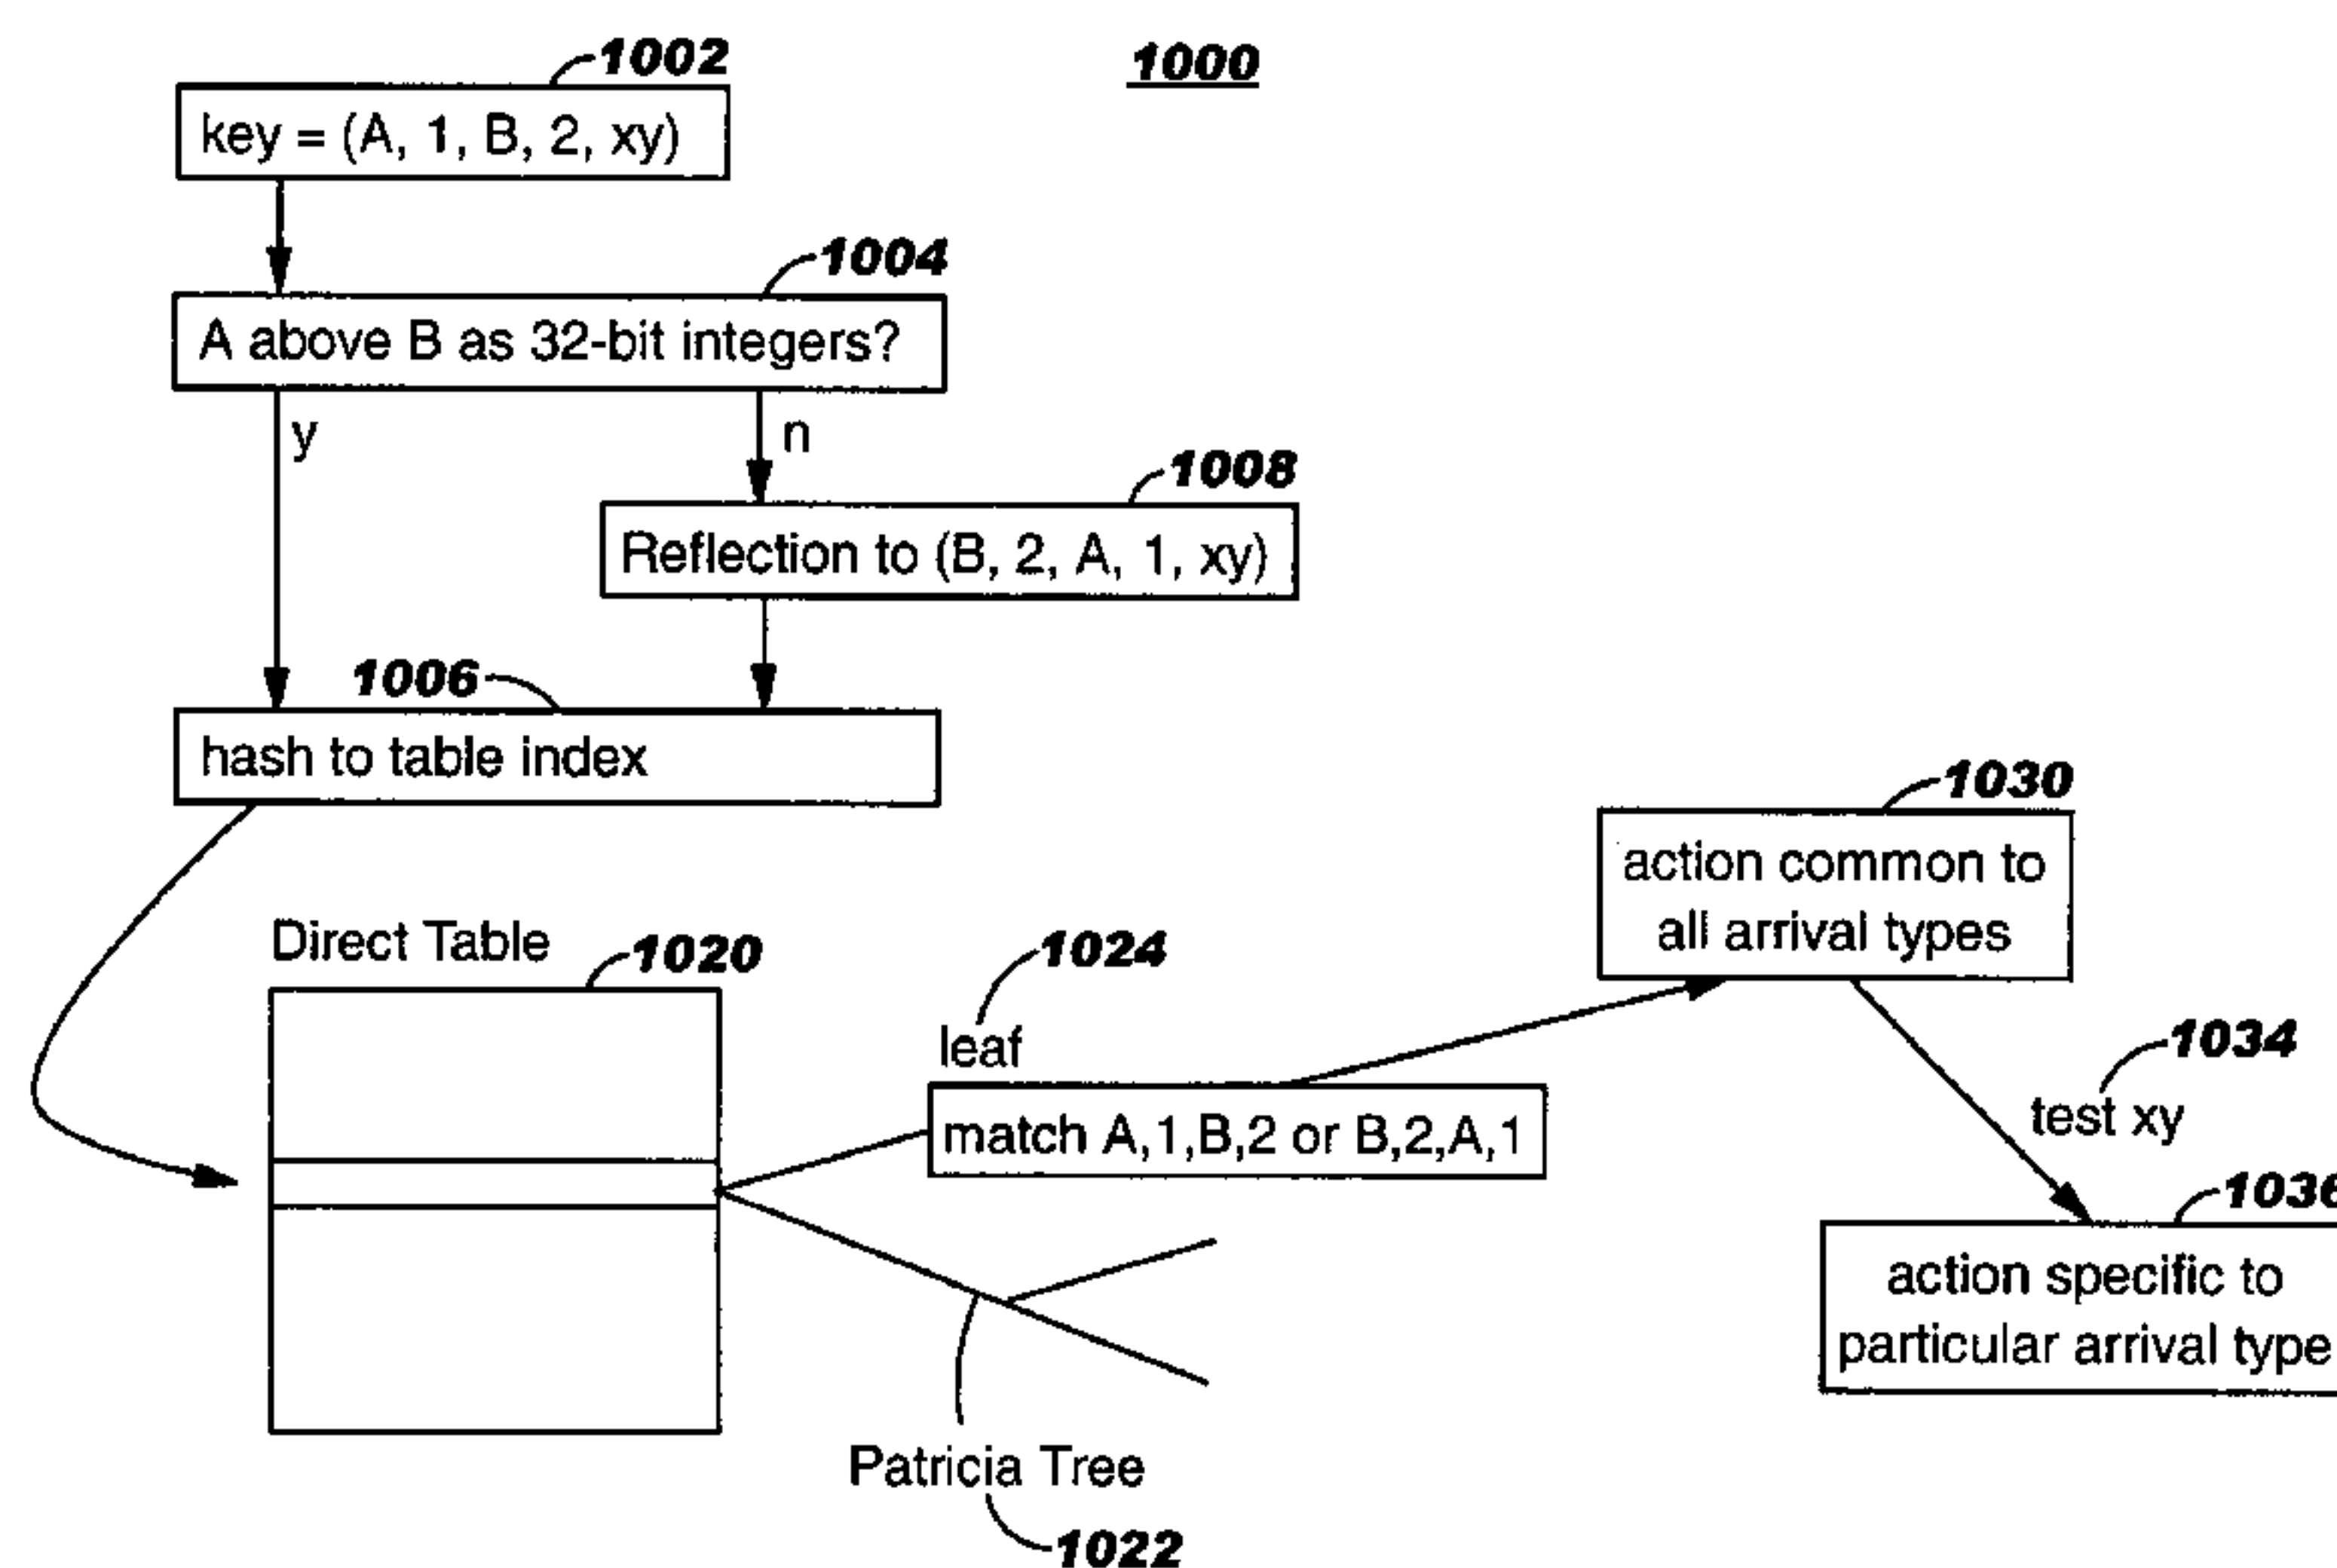 1002
1000
key = (A, 1, B, 2, xy)
1004
A above B as 32-bit integers?
y
n
1008
Reflection to (B, 2, A, 1, xy)
1006
hash to table index
1030
action common to
all arrival types
Direct Table
1020
1024
leaf
match A,1,B,2 or B,2,A,1
1034
test xy
1036
action specific to
particular arrival type
Patricia Tree
1022